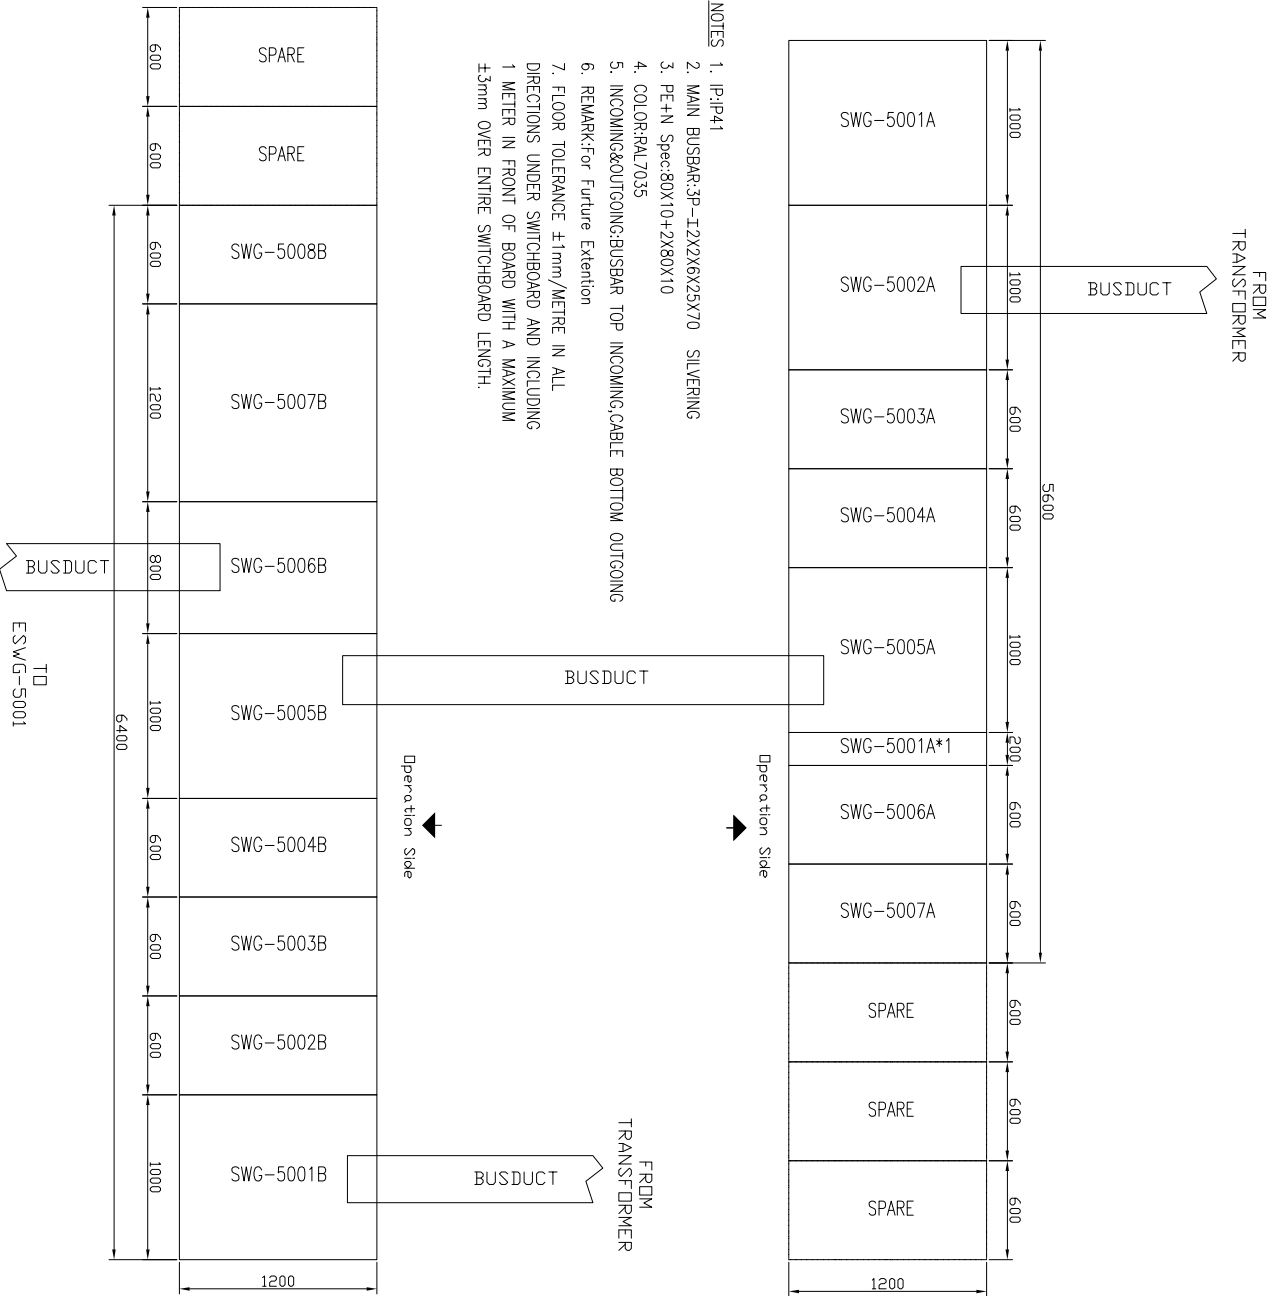 NOTES 1. IP:IP41
2. MAIN BUSBAR:3P-I2X2X6X25X70 SILVERING
3. PE+N Spec:80X10+2X80X10
4. COLOR:RAL7035
5. INCOMING&OUTGOING:BUSBAR TOP INCOMING,CABLE BOTTOM OUTGOING
6. REMARK:For Furture Extention
7. FLOOR TOLERANCE ±1mm/METRE IN ALL
DIRECTIONS UNDER SWITCHBOARD AND INCLUDING
1 METER IN FRONT OF BOARD WITH A MAXIMUM
±3mm OVER ENTIRE SWITCHBOARD LENGTH.
FROM
TRANSFORMER
BUSDUCT
5600
1000
1000
600
600
1000
200
600
600
600
600
600
SWG-5001A
SWG-5002A
SWG-5003A
SWG-5004A
SWG-5005A
SWG-5001A*1
SWG-5006A
SWG-5007A
SPARE
SPARE
SPARE
1200
Operation Side
BUSDUCT
Operation Side
FROM
TRANSFORMER
BUSDUCT
SPARE
SPARE
SWG-5008B
SWG-5007B
SWG-5006B
SWG-5005B
SWG-5004B
SWG-5003B
SWG-5002B
SWG-5001B
600
600
600
1200
800
1000
600
600
600
1000
1200
6400
BUSDUCT
TO
ESWG-5001